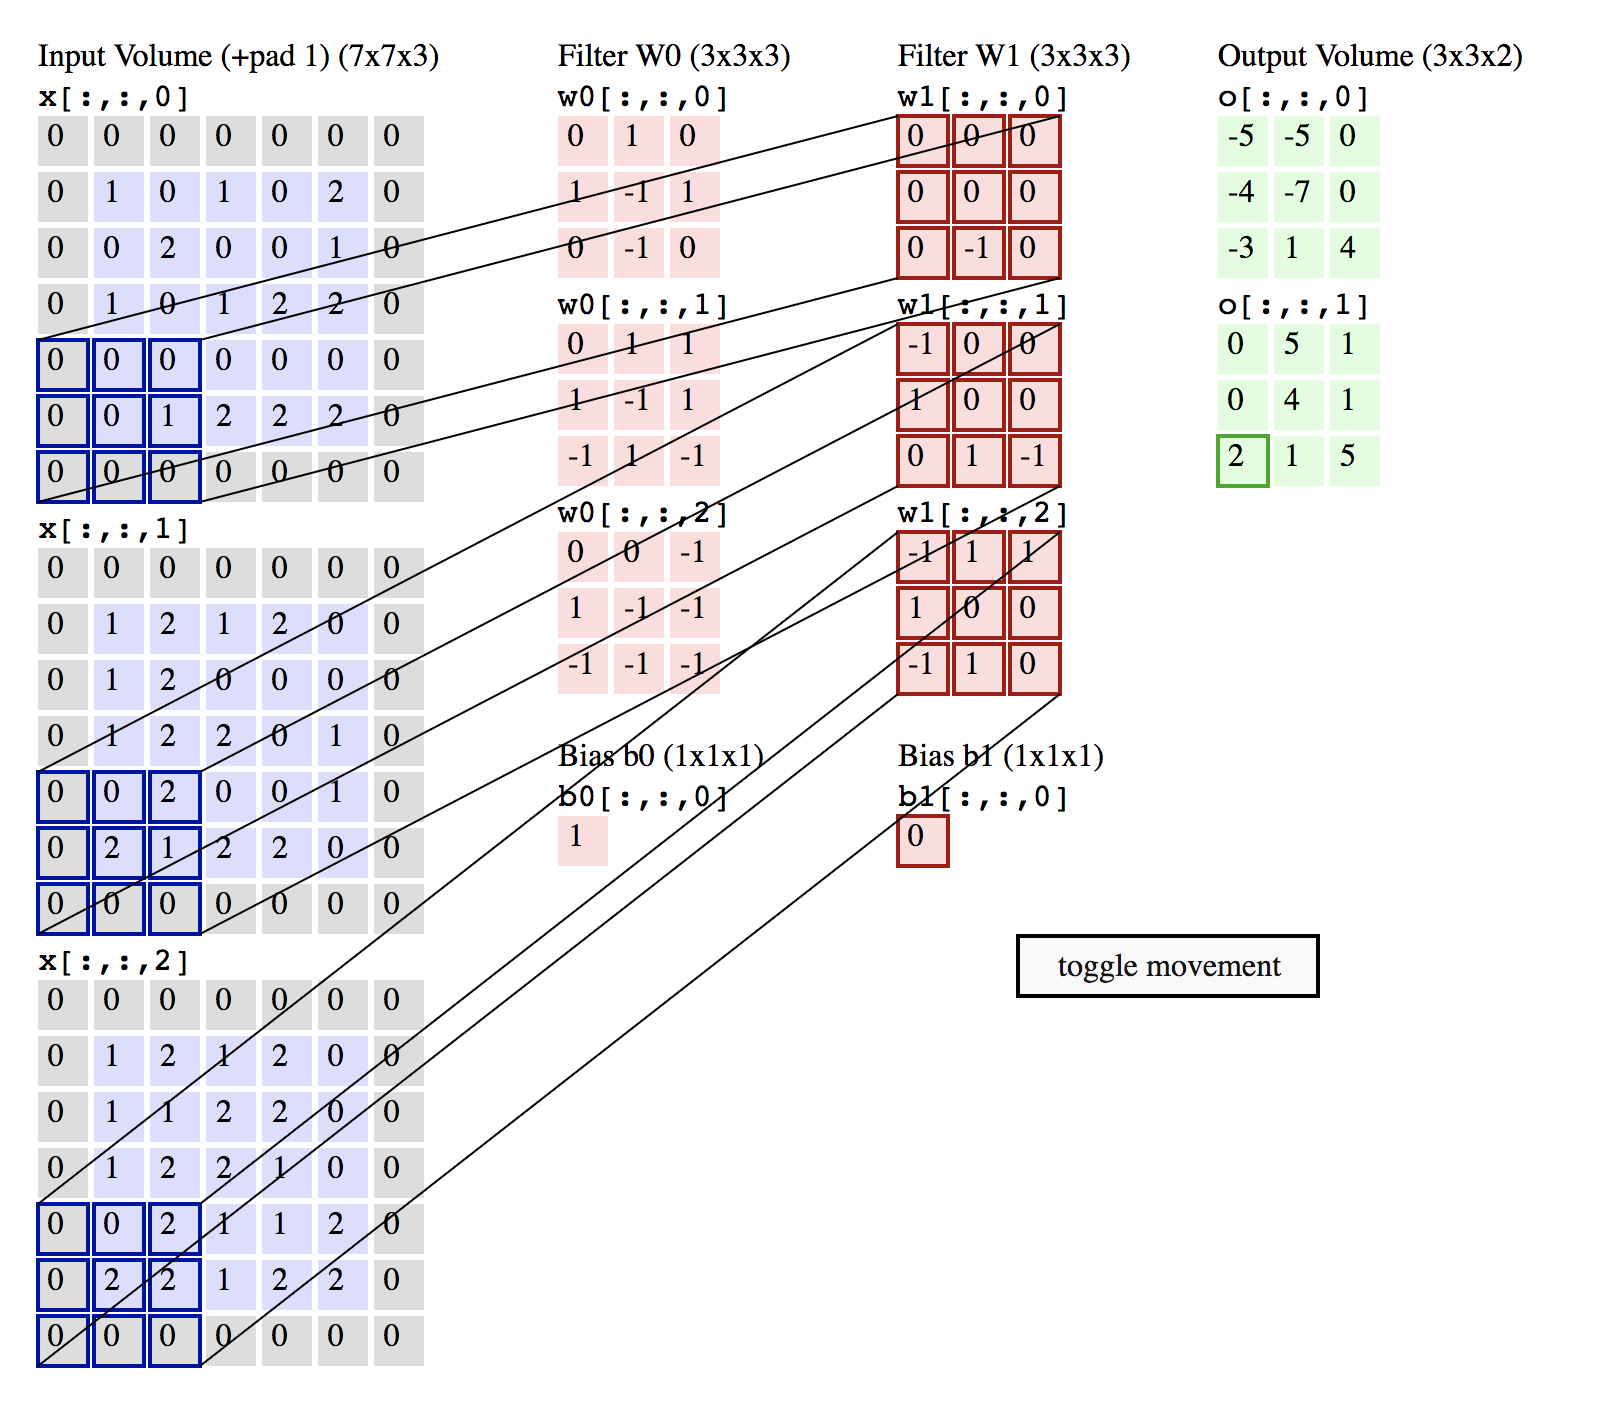 Input Volume (+pad 1) (7x7x3)
x[:,:,0]
0 0 0 0 0 0 0
0 1 0 1 0 2 0
0 0 2 0 0 1 0
0 1 0 1 2 2 0
0 0 0 0 0 0 0
0 0 1 2 2 2 0
0 0 0 0 0 0 0
x[:,:,1]
0 0 0 0 0 0 0
0 1 2 1 2 0 0
0 1 2 0 0 0 0
0 1 2 2 0 1 0
0 0 2 0 0 1 0
0 2 1 2 2 0 0
0 0 0 0 0 0 0
x[:,:,2]
0 0 0 0 0 0 0
0 1 2 1 2 0 0
0 1 1 2 2 0 0
0 1 2 2 1 0 0
0 0 2 1 1 2 0
0 2 2 1 2 2 0
0 0 0 0 0 0 0
Filter W0 (3x3x3)
w0[:,:,0]
0 1 0
1 -1 1
0 -1 0
w0[:,:,1]
0 1 1
1 -1 1
-1 1 -1
w0[:,:,2]
0 0 -1
1 -1 -1
-1 -1 -1
Bias b0 (1x1x1)
b0[:,:,0]
1
Filter W1 (3x3x3)
w1[:,:,0]
0 0 0
0 0 0
0 -1 0
w1[:,:,1]
-1 0 0
1 0 0
0 1 -1
w1[:,:,2]
-1 1 1
1 0 0
-1 1 0
Bias b1 (1x1x1)
b1[:,:,0]
0
Output Volume (3x3x2)
o[:,:,0]
-5 -5 0
-4 -7 0
-3 1 4
o[:,:,1]
0 5 1
0 4 1
2 1 5
toggle movement